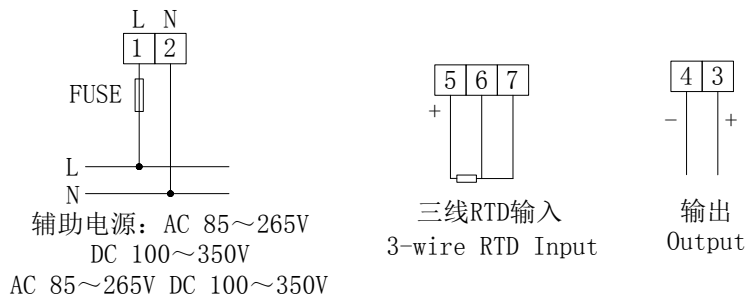 L N
1 2
FUSE
L
N
辅助电源: AC 85～265V
DC 100～350V
AC 85～265V DC 100～350V
5 6 7
+
三线RTD输入
3-wire RTD Input
4 3
- +
输出
Output